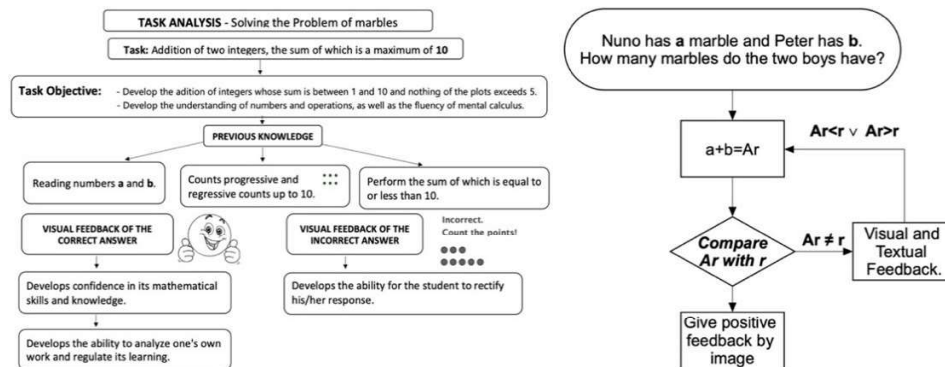 TASK ANALYSIS - Solving the Problem of marbles
Task: Addition of two integers, the sum of which is a maximum of 10
Task Objective:
- Develop the adition of integers whose sum is between 1 and 10 and nothing of the plots exceeds 5.
- Develop the understanding of numbers and operations, as well as the fluency of mental calculus.
PREVIOUS KNOWLEDGE
Reading numbers a and b.
Counts progressive and
regressive counts up to 10.
Perform the sum of which is equal to
or less than 10.
VISUAL FEEDBACK OF THE
CORRECT ANSWER
VISUAL FEEDBACK OF THE
INCORRECT ANSWER
Incorrect.
Count the points!
Develops confidence in its mathematical
skills and knowledge.
Develops the ability for the student to rectify
his/her response.
Develops the ability to analyze one's own
work and regulate its learning.
Nuno has a marble and Peter has b.
How many marbles do the two boys have?
Ar<r ∨ Ar>r
a+b=Ar
Compare
Ar with r
Ar ≠ r
Visual and
Textual
Feedback.
Give positive
feedback by
image